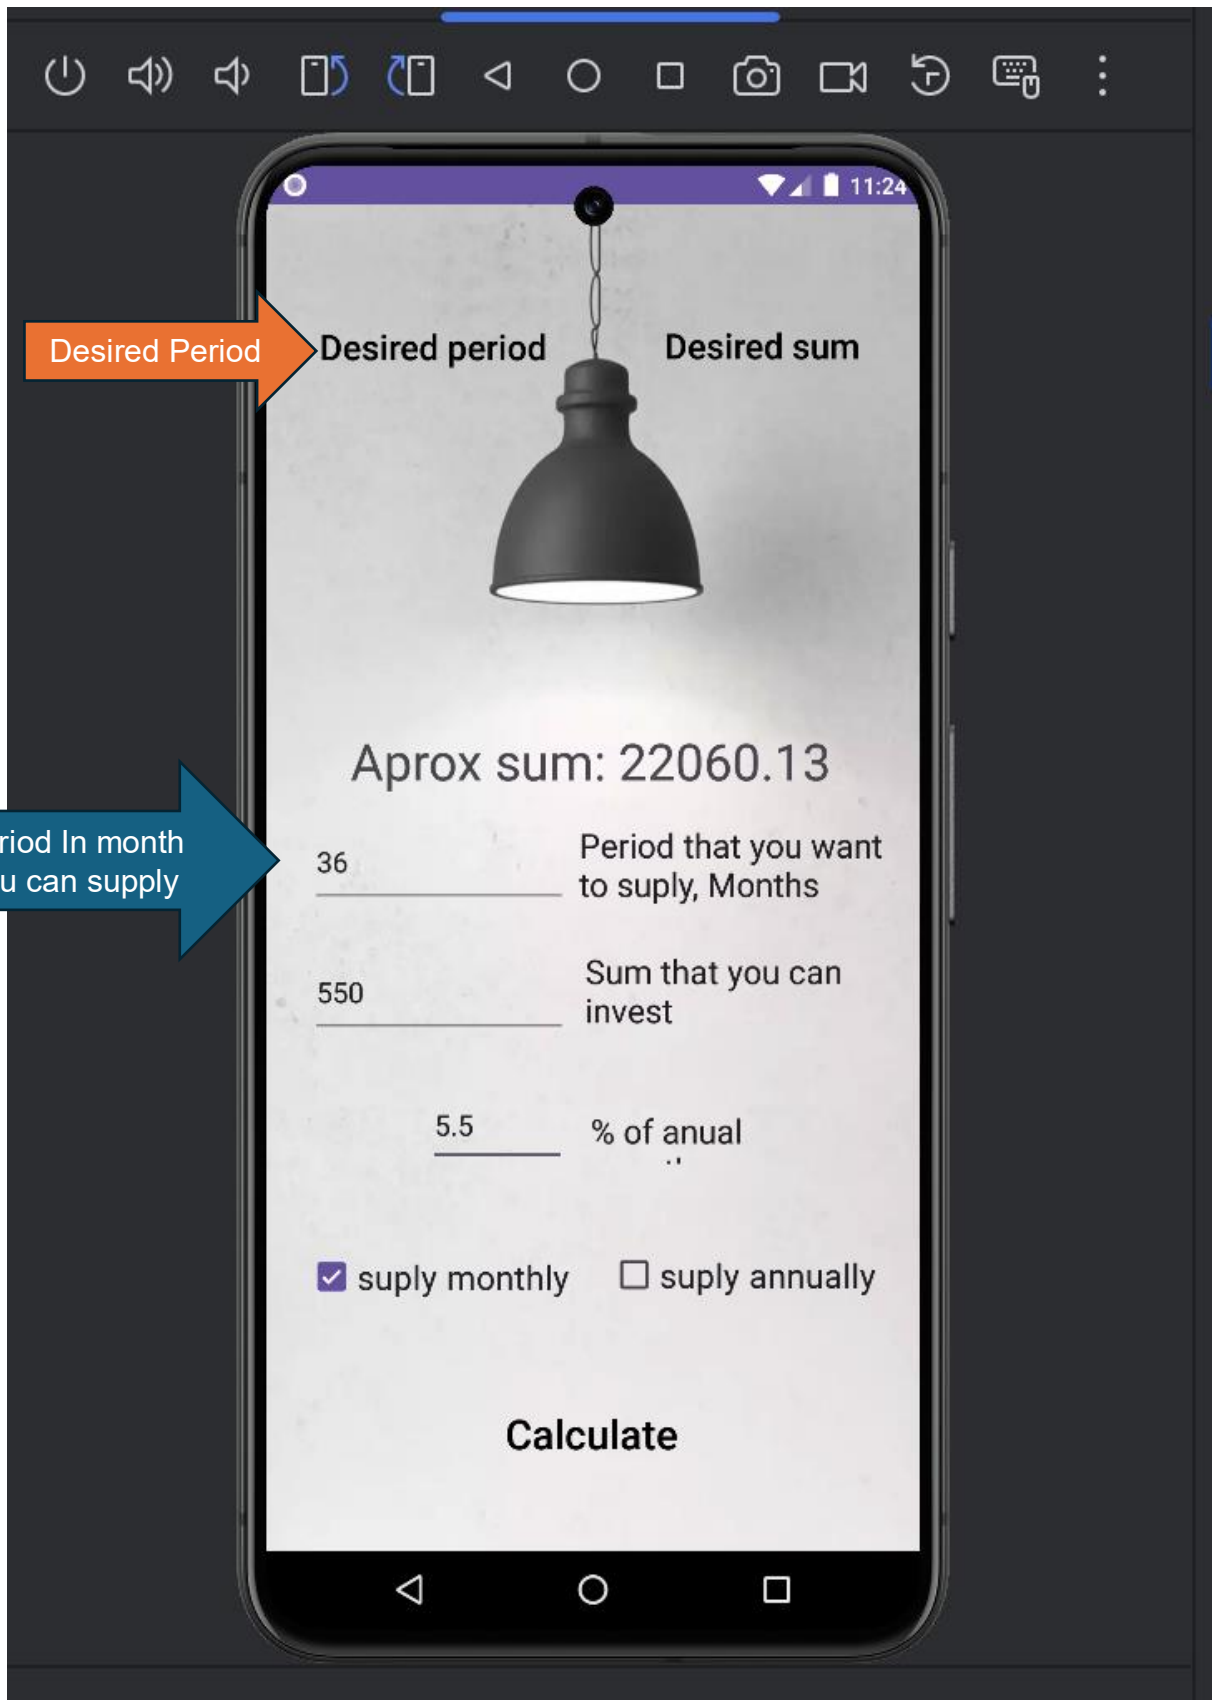 11:24
Desired Period
Desired period
Desired sum
Aprox sum: 22060.13
In month
can supply
36
Period that you want
to suply, Months
550
Sum that you can
invest
5.5
% of anual
suply monthly
suply annually
Calculate